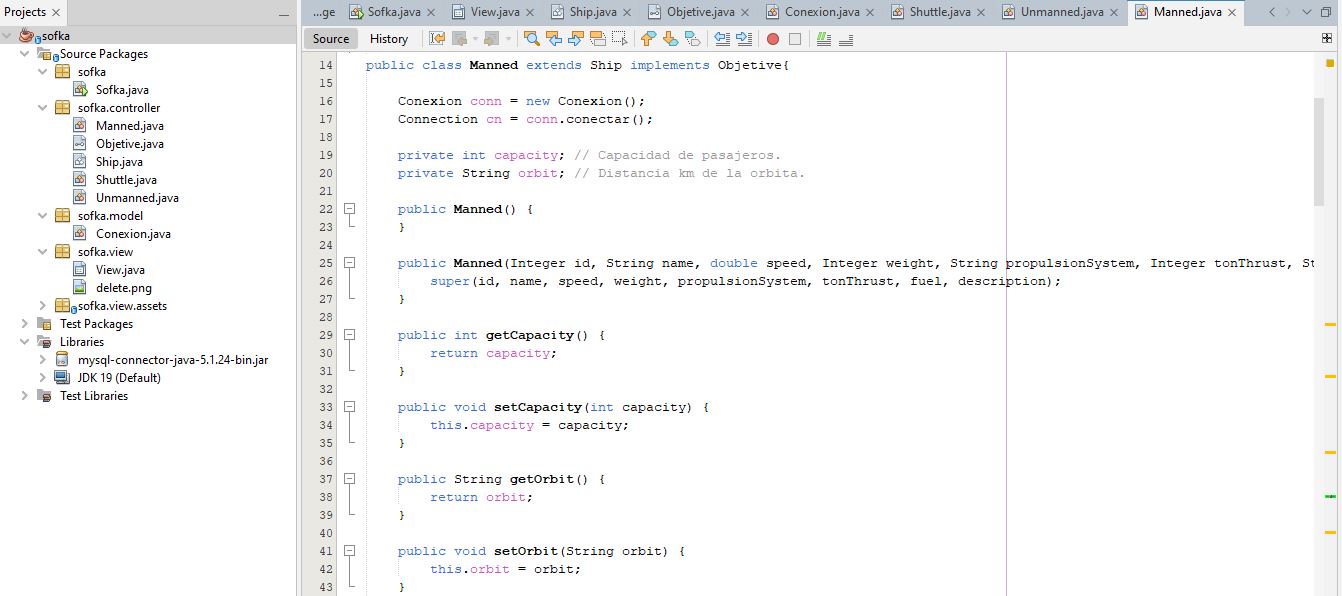 Projects
...ge Sofka.java View.java Ship.java Objetive.java Conexion.java Shuttle.java Unmanned.java Manned.java
Source History
sofka
Source Packages
sofka
Sofka.java
sofka.controller
Manned.java
Objetive.java
Ship.java
Shuttle.java
Unmanned.java
sofka.model
Conexion.java
sofka.view
View.java
delete.png
sofka.view.assets
Test Packages
Libraries
mysql-connector-java-5.1.24-bin.jar
JDK 19 (Default)
Test Libraries
14 public class Manned extends Ship implements Objetive{
15
16 Conexion conn = new Conexion();
17 Connection cn = conn.conectar();
18
19 private int capacity; // Capacidad de pasajeros.
20 private String orbit; // Distancia km de la orbita.
21
22 public Manned() {
23 }
24
25 public Manned(Integer id, String name, double speed, Integer weight, String propulsionSystem, Integer tonThrust, St
26 super(id, name, speed, weight, propulsionSystem, tonThrust, fuel, description);
27 }
28
29 public int getCapacity() {
30 return capacity;
31 }
32
33 public void setCapacity(int capacity) {
34 this.capacity = capacity;
35 }
36
37 public String getOrbit() {
38 return orbit;
39 }
40
41 public void setOrbit(String orbit) {
42 this.orbit = orbit;
43 }